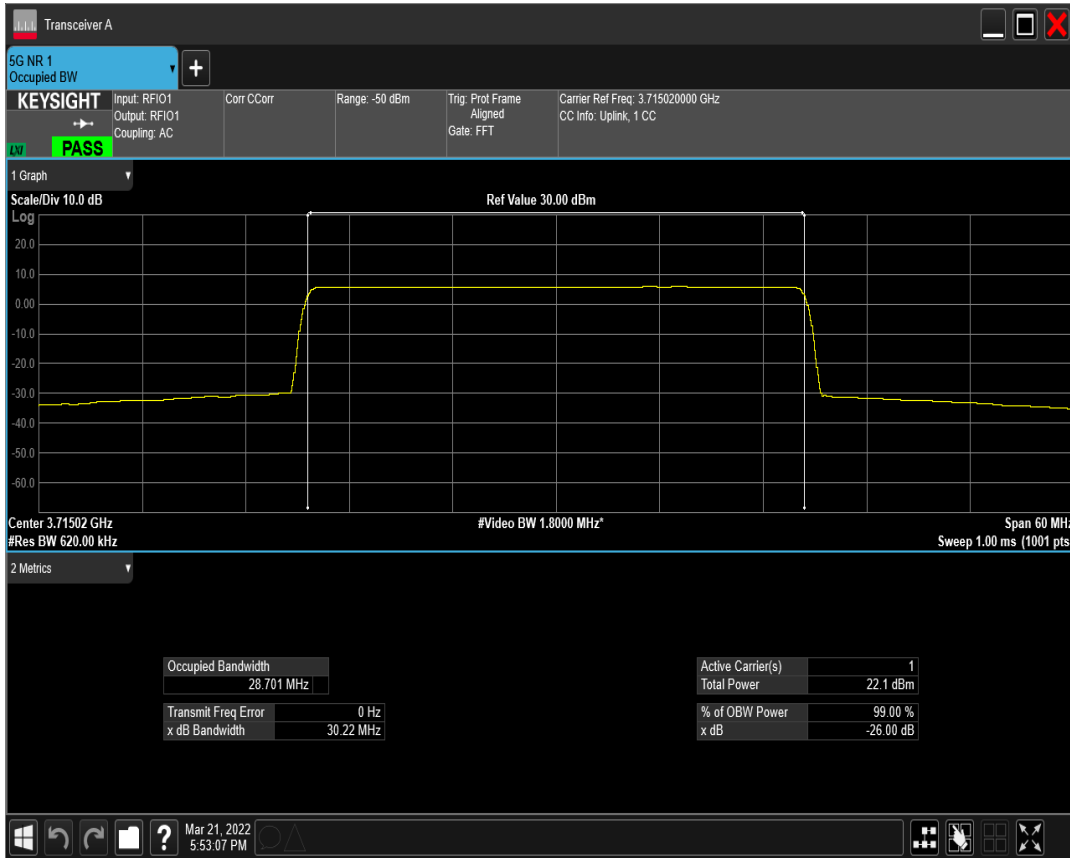 Transceiver A
5G NR 1
Occupied BW
+
KEYSIGHT
LXI
PASS
Input: RFIO1
Output: RFIO1
Coupling: AC
Corr CCorr
Range: -50 dBm
Trig: Prot Frame
Aligned
Gate: FFT
Carrier Ref Freq: 3.715020000 GHz
CC Info: Uplink, 1 CC
1 Graph
Scale/Div 10.0 dB
Ref Value 30.00 dBm
Log
20.0
10.0
0.00
-10.0
-20.0
-30.0
-40.0
-50.0
-60.0
Center 3.71502 GHz
#Video BW 1.8000 MHz*
Span 60 MHz
#Res BW 620.00 kHz
Sweep 1.00 ms (1001 pts
2 Metrics
Occupied Bandwidth
28.701 MHz
Transmit Freq Error 0 Hz
x dB Bandwidth 30.22 MHz
Active Carrier(s) 1
Total Power 22.1 dBm
% of OBW Power 99.00 %
x dB -26.00 dB
?
Mar 21, 2022
5:53:07 PM